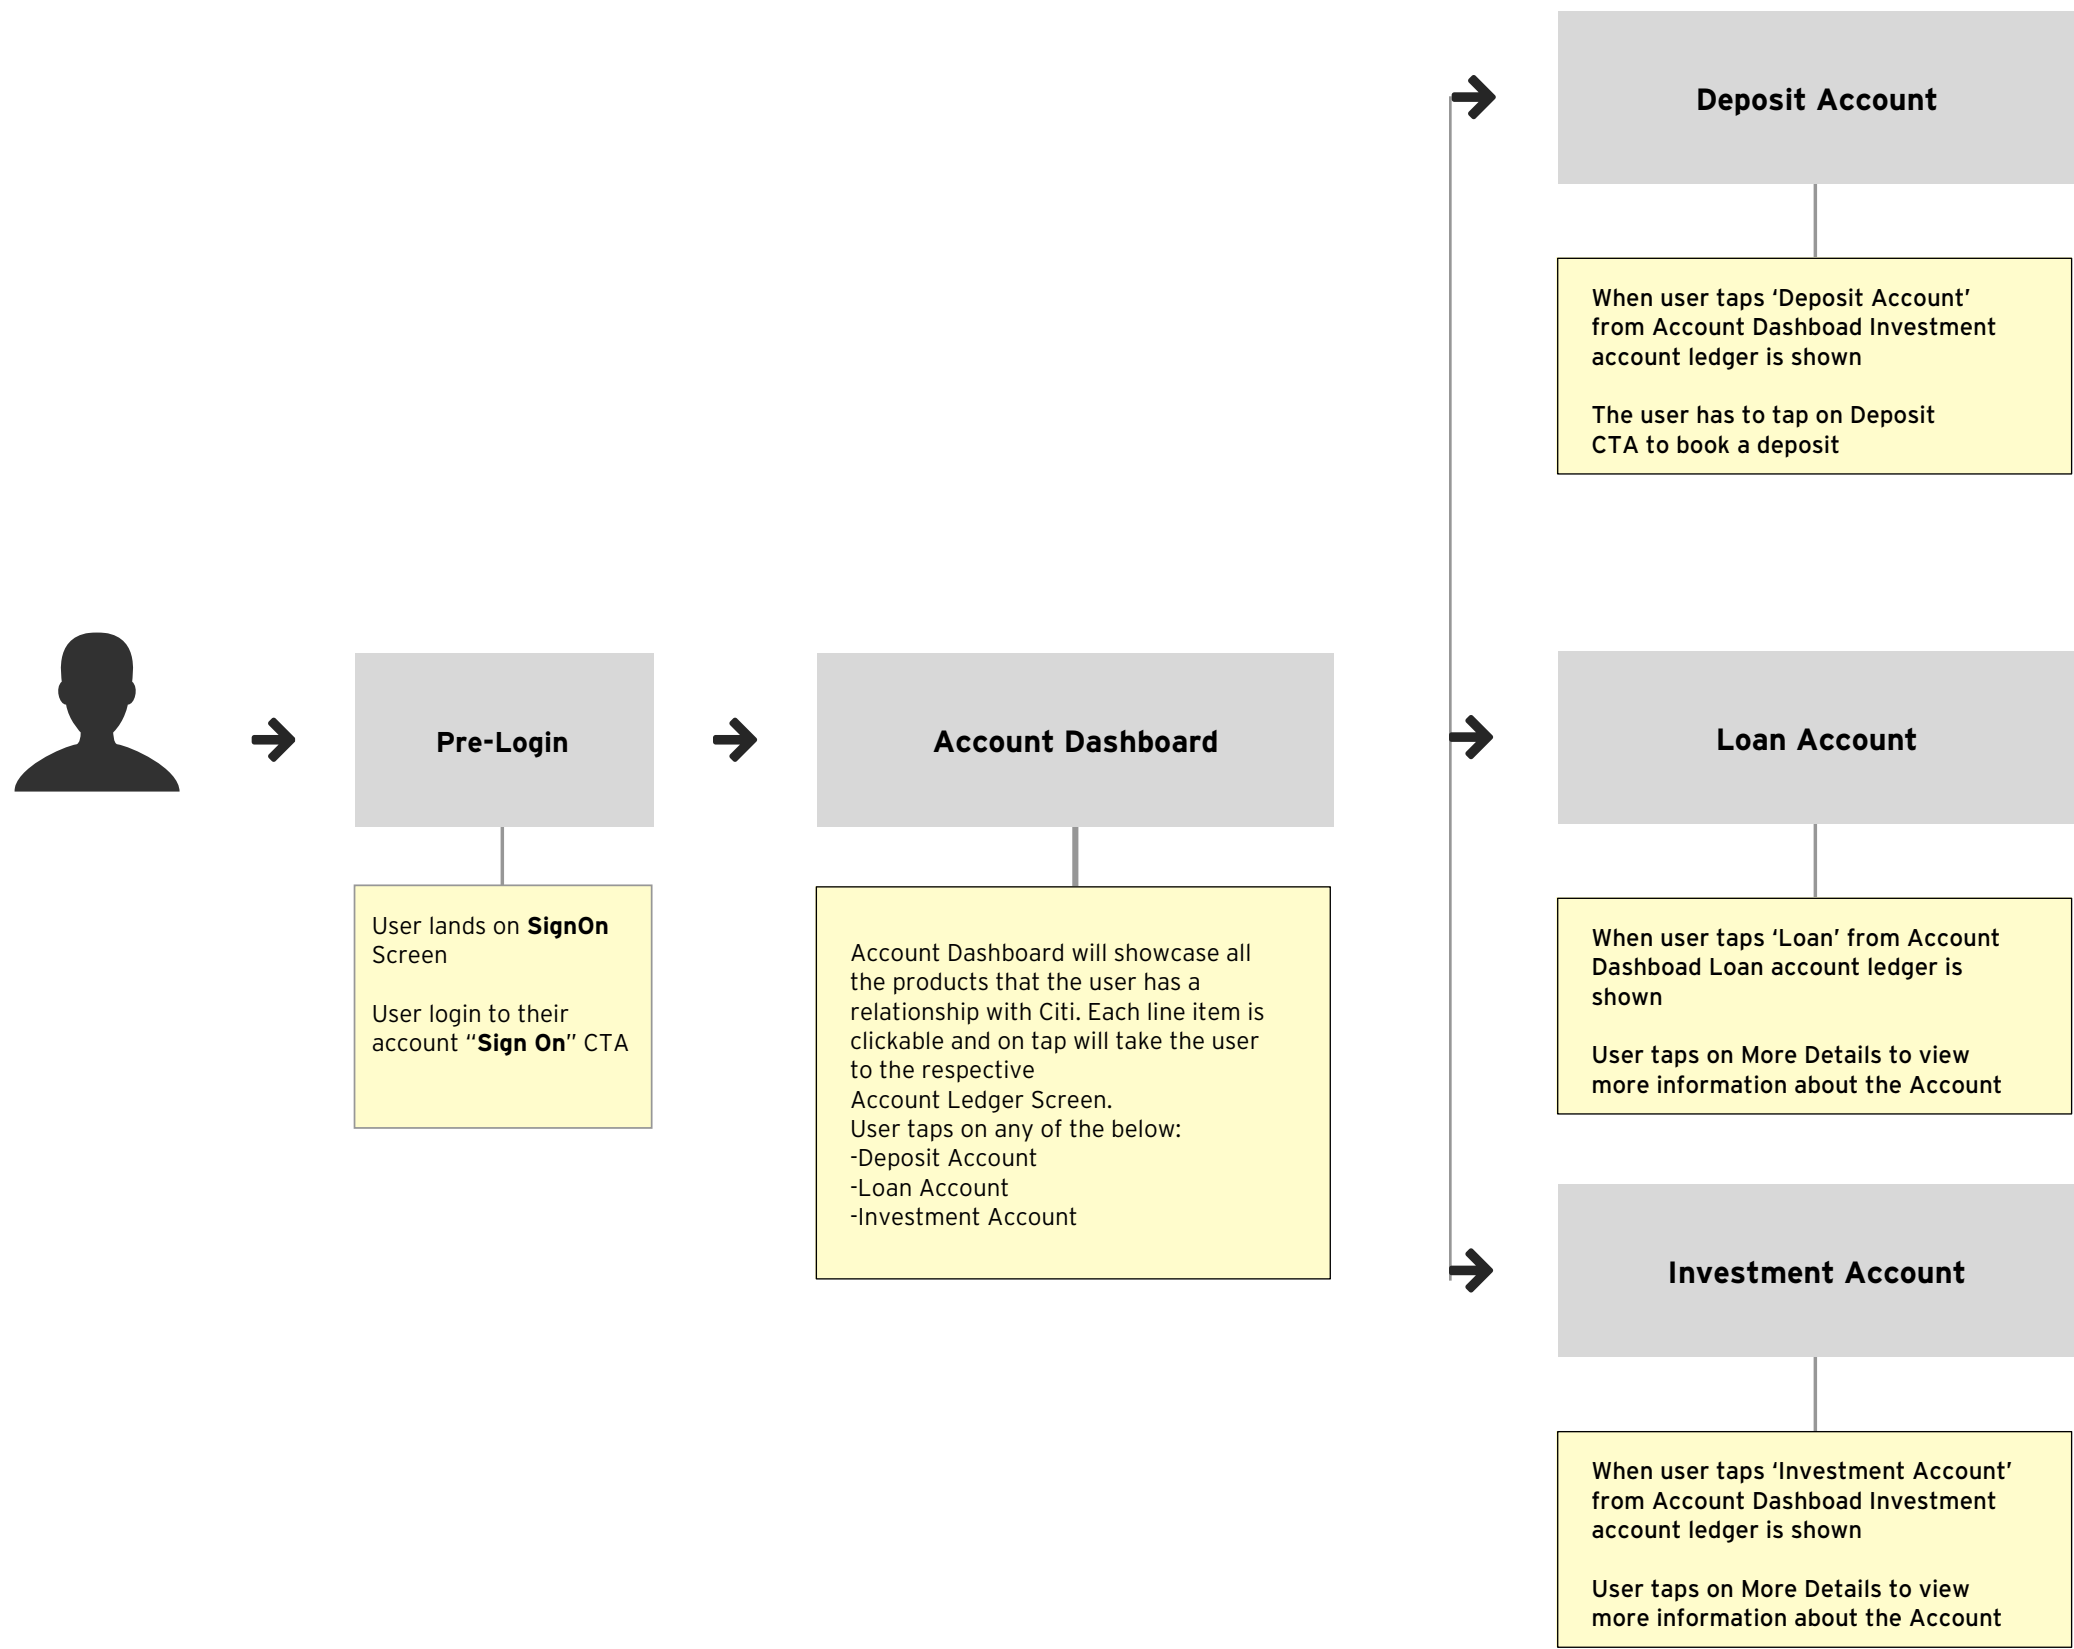 Deposit Account
When user taps ‘Deposit Account’
from Account Dashboad Investment
account ledger is shown
The user has to tap on Deposit
CTA to book a deposit
Pre-Login
User lands on SignOn
Screen
User login to their
account “Sign On” CTA
Account Dashboard
Account Dashboard will showcase all
the products that the user has a
relationship with Citi. Each line item is
clickable and on tap will take the user
to the respective
Account Ledger Screen.
User taps on any of the below:
-Deposit Account
-Loan Account
-Investment Account
Loan Account
When user taps ‘Loan’ from Account
Dashboad Loan account ledger is
shown
User taps on More Details to view
more information about the Account
Investment Account
When user taps ‘Investment Account’
from Account Dashboad Investment
account ledger is shown
User taps on More Details to view
more information about the Account